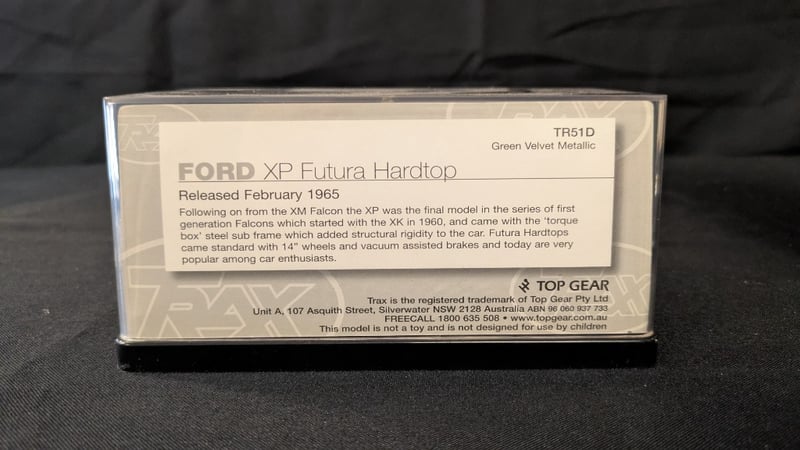 TRAX
TRAX
TR51D
Green Velvet Metallic
FORD XP Futura Hardtop
Released February 1965
Following on from the XM Falcon the XP was the final model in the series of first
generation Falcons which started with the XK in 1960, and came with the 'torque
box' steel sub frame which added structural rigidity to the car. Futura Hardtops
came standard with 14" wheels and vacuum assisted brakes and today are very
popular among car enthusiasts.
TRAX
TRAX
TOP GEAR
Trax is the registered trademark of Top Gear Pty Ltd
Unit A, 107 Asquith Street, Silverwater NSW 2128 Australia ABN 96 060 937 733
FREECALL 1800 635 508 • www.topgear.com.au
This model is not a toy and is not designed for use by children